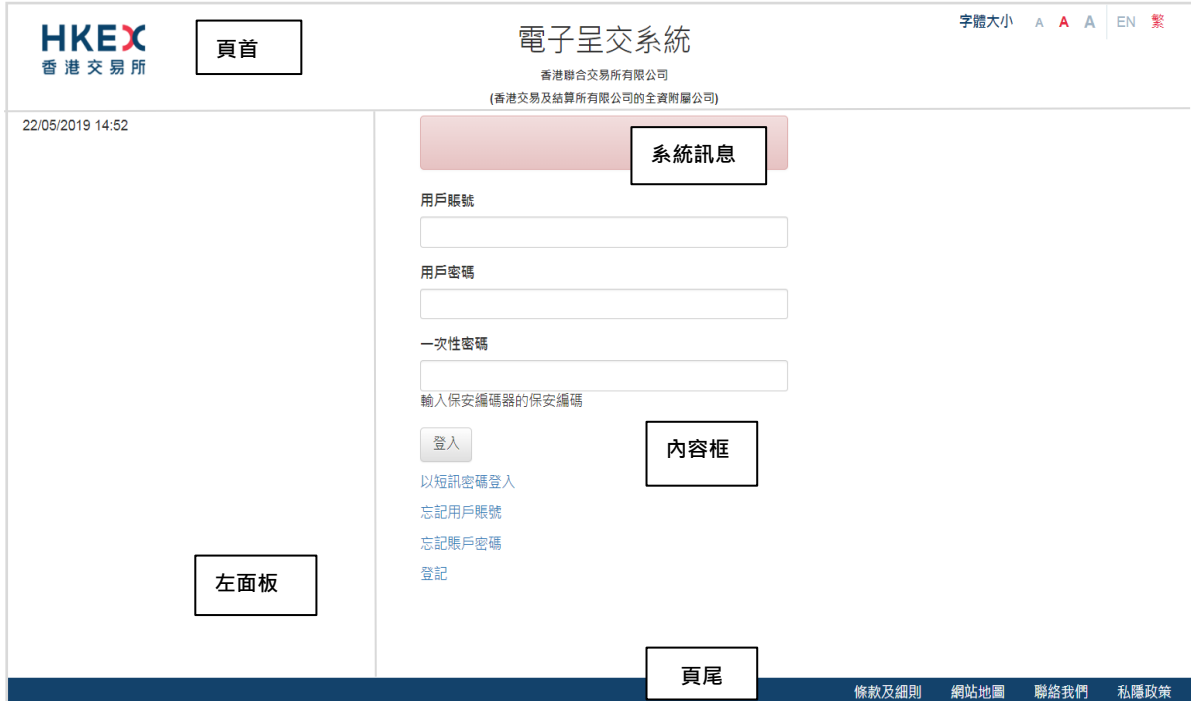 HKEX
香港交易所
頁首
電子呈交系統
香港聯合交易所有限公司
(香港交易及結算所有限公司的全資附屬公司)
字體大小 A A A EN 繁
22/05/2019 14:52
系統訊息
用戶賬號
用戶密碼
一次性密碼
輸入保安編碼器的保安編碼
登入
內容框
以短訊密碼登入
忘記用戶賬號
忘記賬戶密碼
登記
左面板
頁尾
條款及細則 網站地圖 聯絡我們 私隱政策